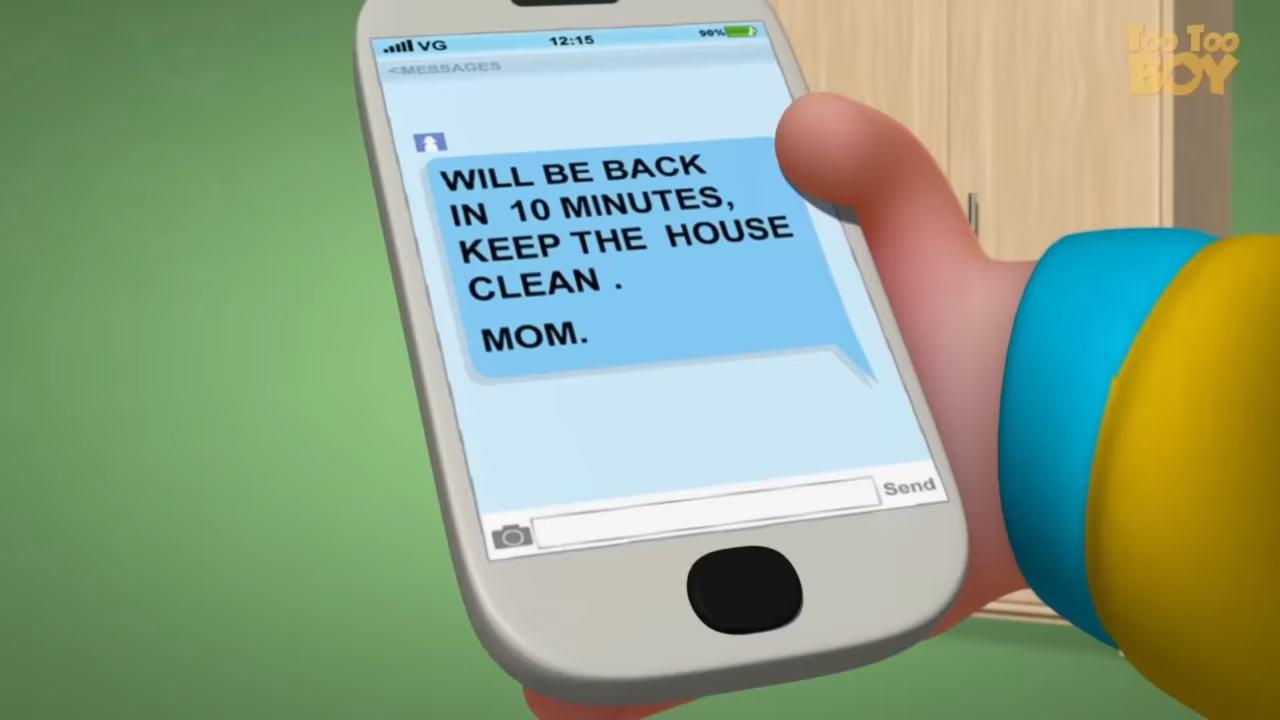 VG 12:15 90%
<MESSAGES
WILL BE BACK
IN 10 MINUTES,
KEEP THE HOUSE
CLEAN .
MOM.
Send
Too Too
BOY